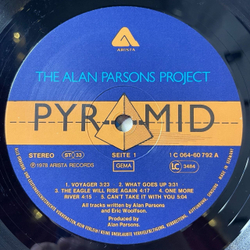 ARISTA
THE ALAN PARSONS PROJECT
PYRAMID
STEREO ST 33 SEITE 1 1 C 064-60 792 A
℗ 1978 ARISTA RECORDS GEMA LC 3484
1. VOYAGER 2:23 2. WHAT GOES UP 3:31
3. THE EAGLE WILL RISE AGAIN 4:17 4. ONE MORE
RIVER 4:15 5. CAN'T TAKE IT WITH YOU 5:04
All tracks written by Alan Parsons
and Eric Woolfson.
Produced by
Alan Parsons.